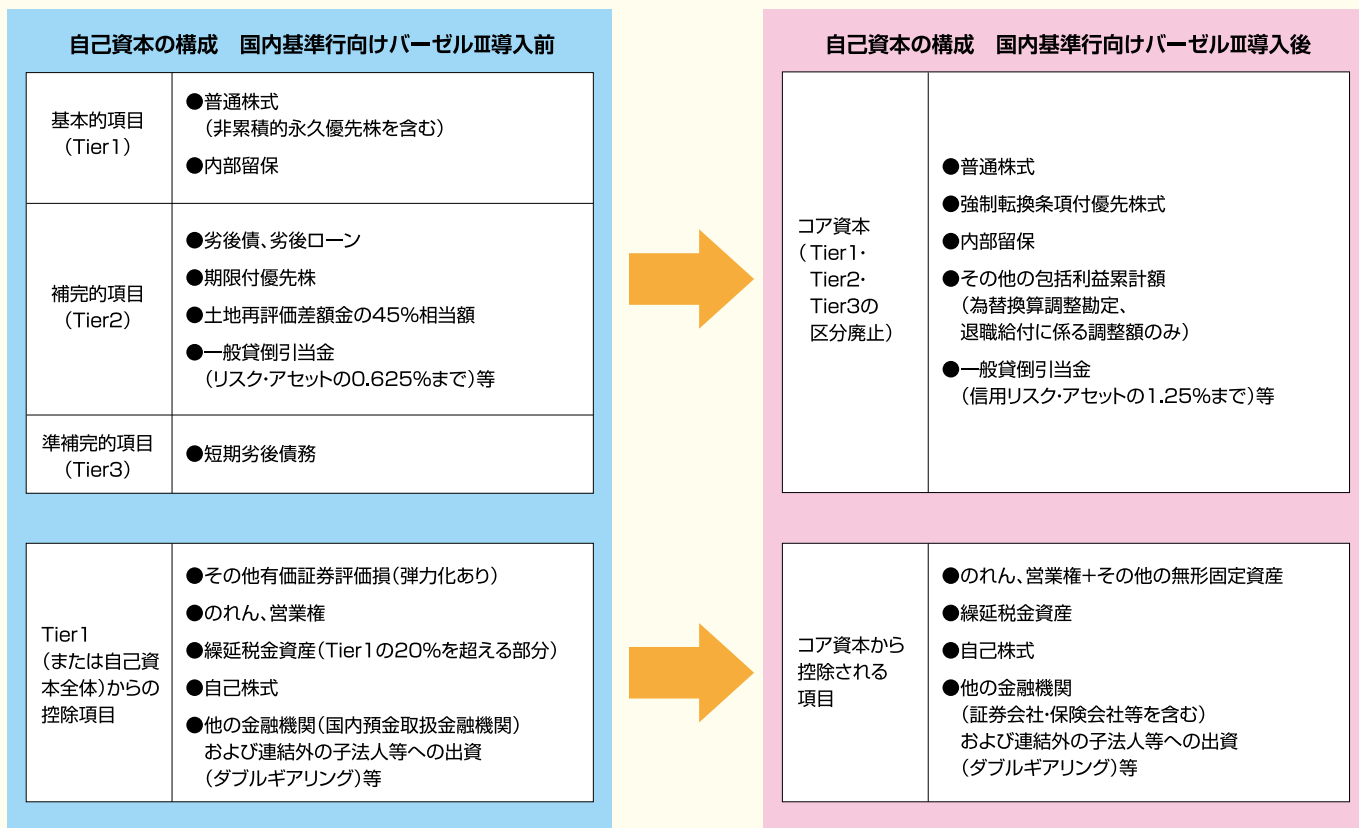 自己資本の構成　国内基準行向けバーゼルⅢ導入前
基本的項目
（Tier1）
●普通株式
（非累積的永久優先株を含む）
●内部留保
補完的項目
（Tier2）
●劣後債、劣後ローン
●期限付優先株
●土地再評価差額金の45%相当額
●一般貸倒引当金
（リスク・アセットの0.625%まで）等
準補完的項目
（Tier3）
●短期劣後債務
Tier1
（または自己資
本全体）からの
控除項目
●その他有価証券評価損（弾力化あり）
●のれん、営業権
●繰延税金資産（Tier1の20%を超える部分）
●自己株式
●他の金融機関（国内預金取扱金融機関）
および連結外の子法人等への出資
（ダブルギアリング）等
自己資本の構成　国内基準行向けバーゼルⅢ導入後
コア資本
（Tier1・
Tier2・
Tier3の
区分廃止）
●普通株式
●強制転換条項付優先株式
●内部留保
●その他の包括利益累計額
（為替換算調整勘定、
退職給付に係る調整額のみ）
●一般貸倒引当金
（信用リスク・アセットの1.25%まで）等
コア資本から
控除される
項目
●のれん、営業権＋その他の無形固定資産
●繰延税金資産
●自己株式
●他の金融機関
（証券会社・保険会社等を含む）
および連結外の子法人等への出資
（ダブルギアリング）等